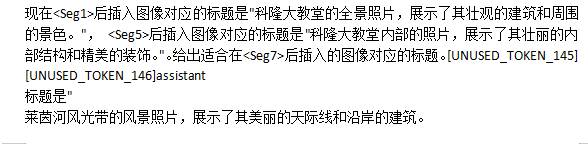 现在<Seg1>后插入图像对应的标题是"科隆大教堂的全景照片，展示了其壮观的建筑和周围
的景色。"， <Seg5>后插入图像对应的标题是"科隆大教堂内部的照片，展示了其壮丽的内
部结构和精美的装饰。"。给出适合在<Seg7>后插入的图像对应的标题。[UNUSED_TOKEN_145]
[UNUSED_TOKEN_146]assistant
标题是"
莱茵河风光带的风景照片，展示了其美丽的天际线和沿岸的建筑。